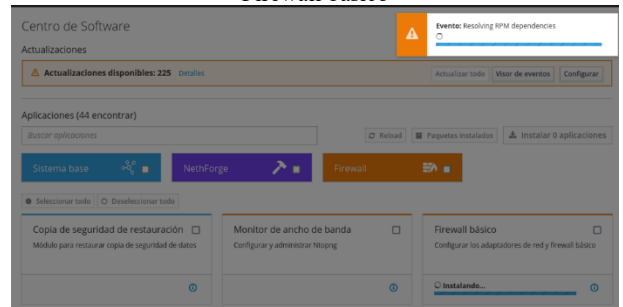 Firewall básico
Centro de Software
Evento: Resolving RPM dependencies
Actualizaciones
Actualizaciones disponibles: 225 Detalles
Actualizar todo Visor de eventos Configurar
Aplicaciones (44 encontrar)
Buscar aplicaciones
Reload Paquetes instalados Instalar 0 aplicaciones
Sistema base NethForge Firewall
Seleccionar todo Deseleccionar todo
Copia de seguridad de restauración
Módulo para restaurar copia de seguridad de datos
Monitor de ancho de banda
Configurar y administrar Ntopng
Firewall básico
Configurar los adaptadores de red y firewall básico
Instalando...